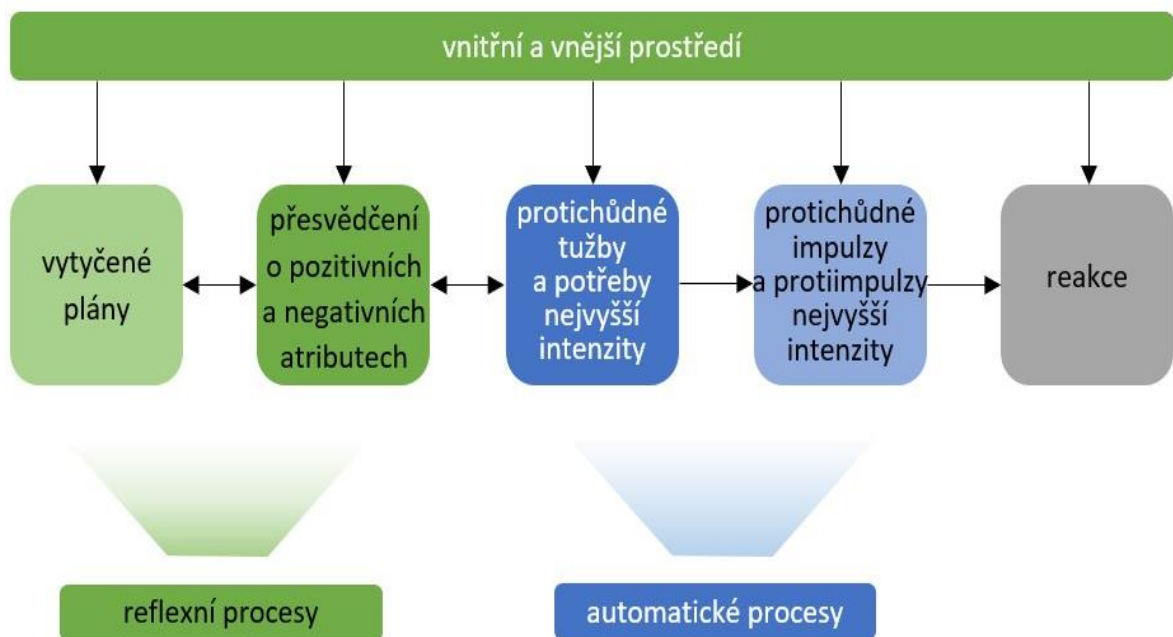 vnitřní a vnější prostředí
vytyčené
plány
přesvědčení
o pozitivních
a negativních
atributech
protichůdné
tužby
a potřeby
nejvyšší
intenzity
protichůdné
impulzy
a protiimpulzy
nejvyšší
intenzity
reakce
reflexní procesy
automatické procesy